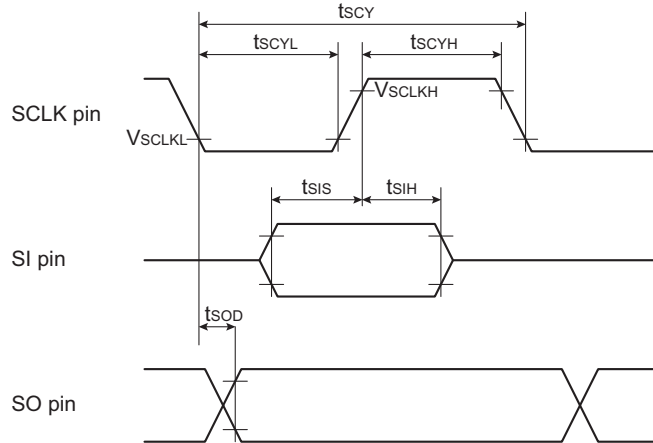 tSCY
tSCYL tSCYH
SCLK pin
VSCLKH
VSCLKL
tSIS tSIH
SI pin
tSOD
SO pin